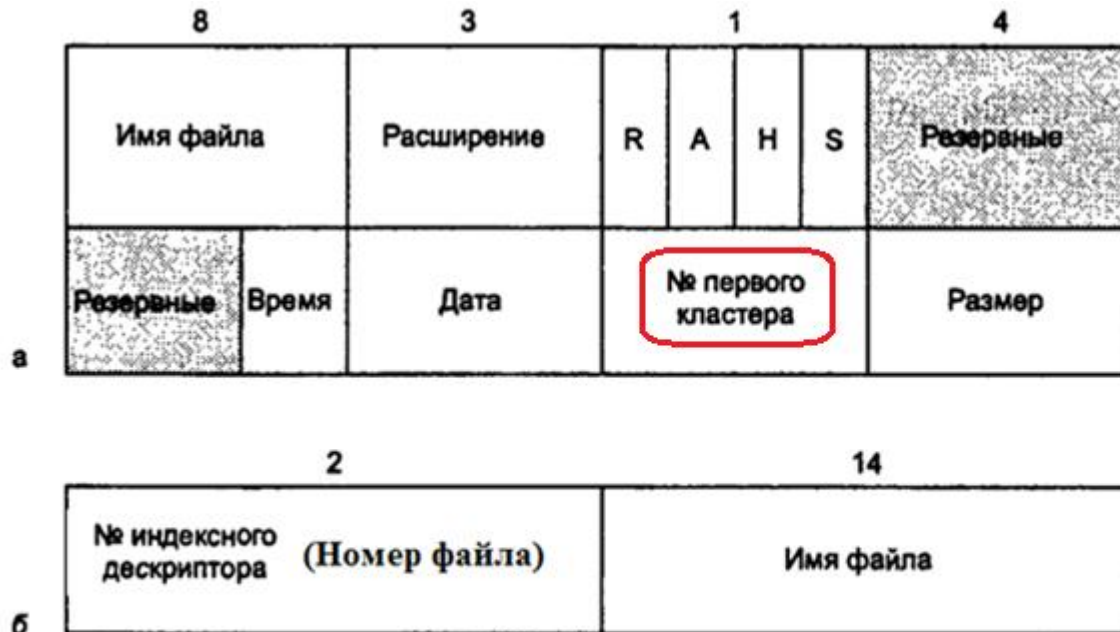 8 3 1 4
Имя файла Расширение R A H S Резервные
Резервные Время Дата № первого кластера Размер
а
2 14
№ индексного дескриптора (Номер файла) Имя файла
б